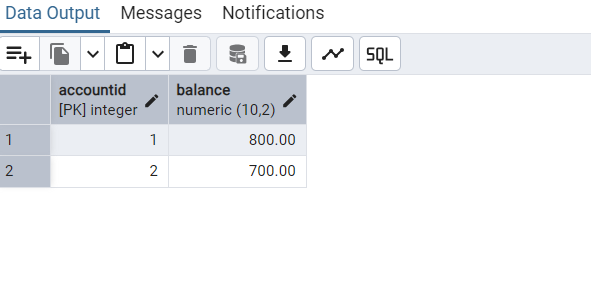 Data Output Messages Notifications
SQL
accountid balance
[PK] integer numeric (10,2)
1 1 800.00
2 2 700.00